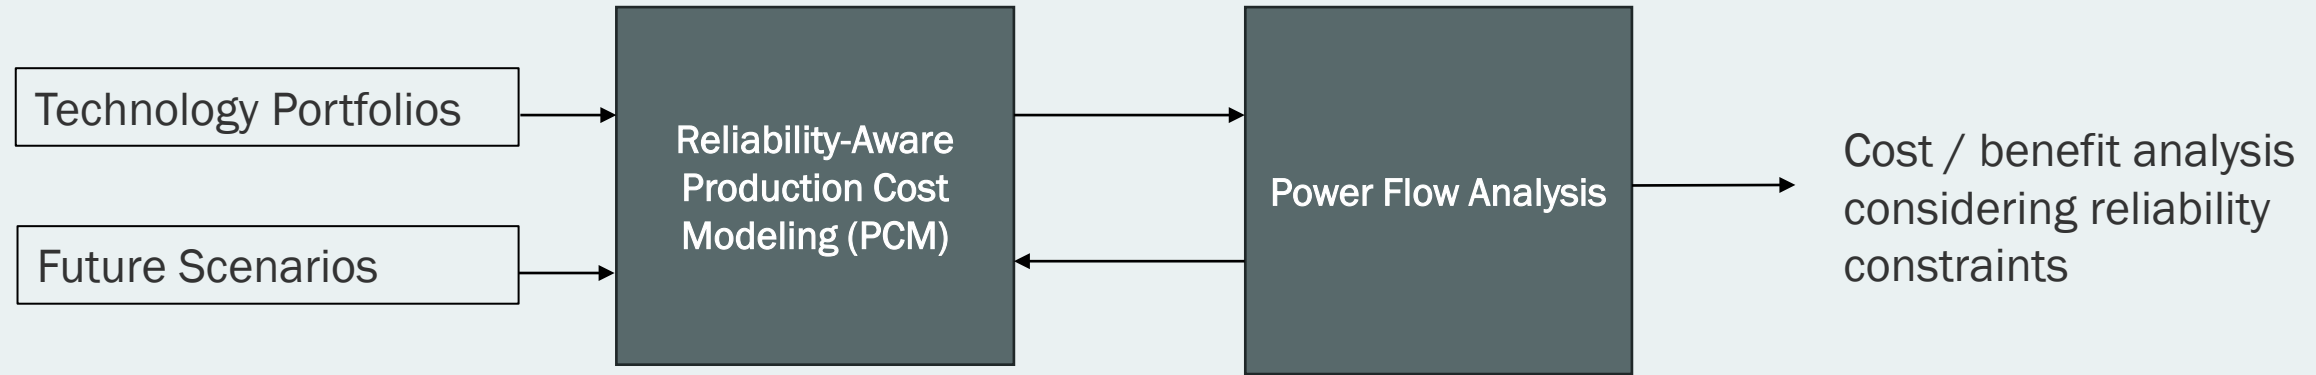 Technology Portfolios
Future Scenarios
Reliability-Aware
Production Cost
Modeling (PCM)
Power Flow Analysis
Cost / benefit analysis
considering reliability
constraints